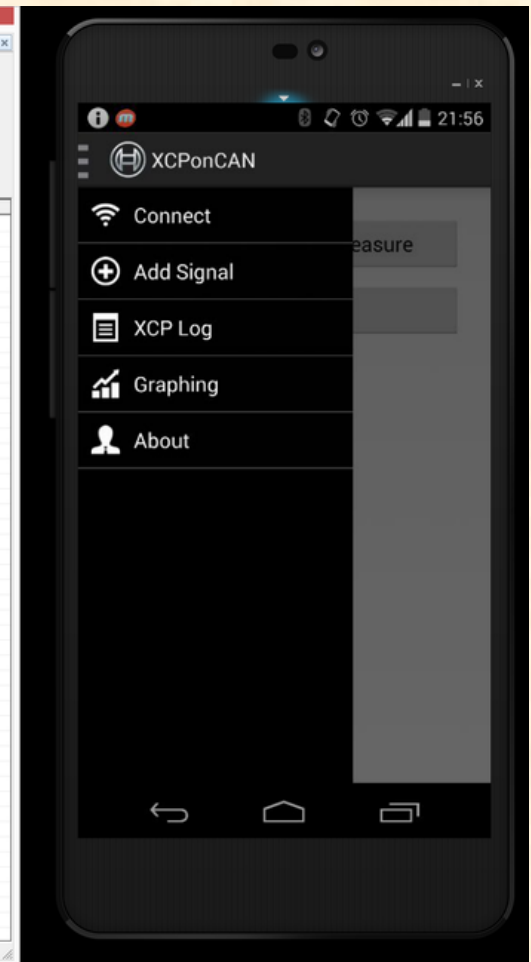 21:56
XCPonCAN
Connect
easure
Add Signal
XCP Log
Graphing
About